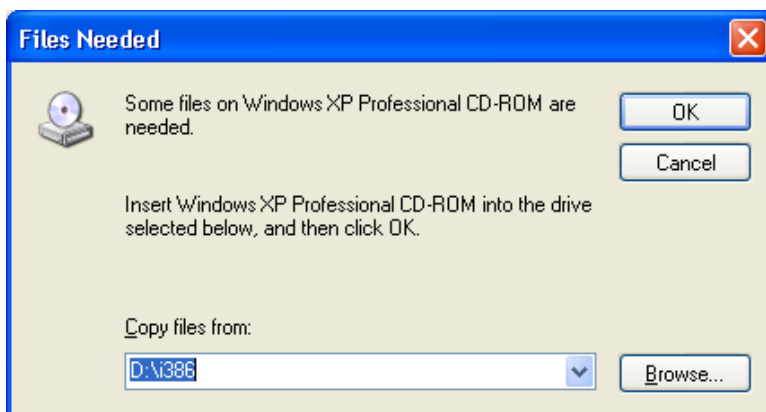 Files Needed
Some files on Windows XP Professional CD-ROM are
needed.
OK
Cancel
Insert Windows XP Professional CD-ROM into the drive
selected below, and then click OK.
Copy files from:
D:\i386
Browse...